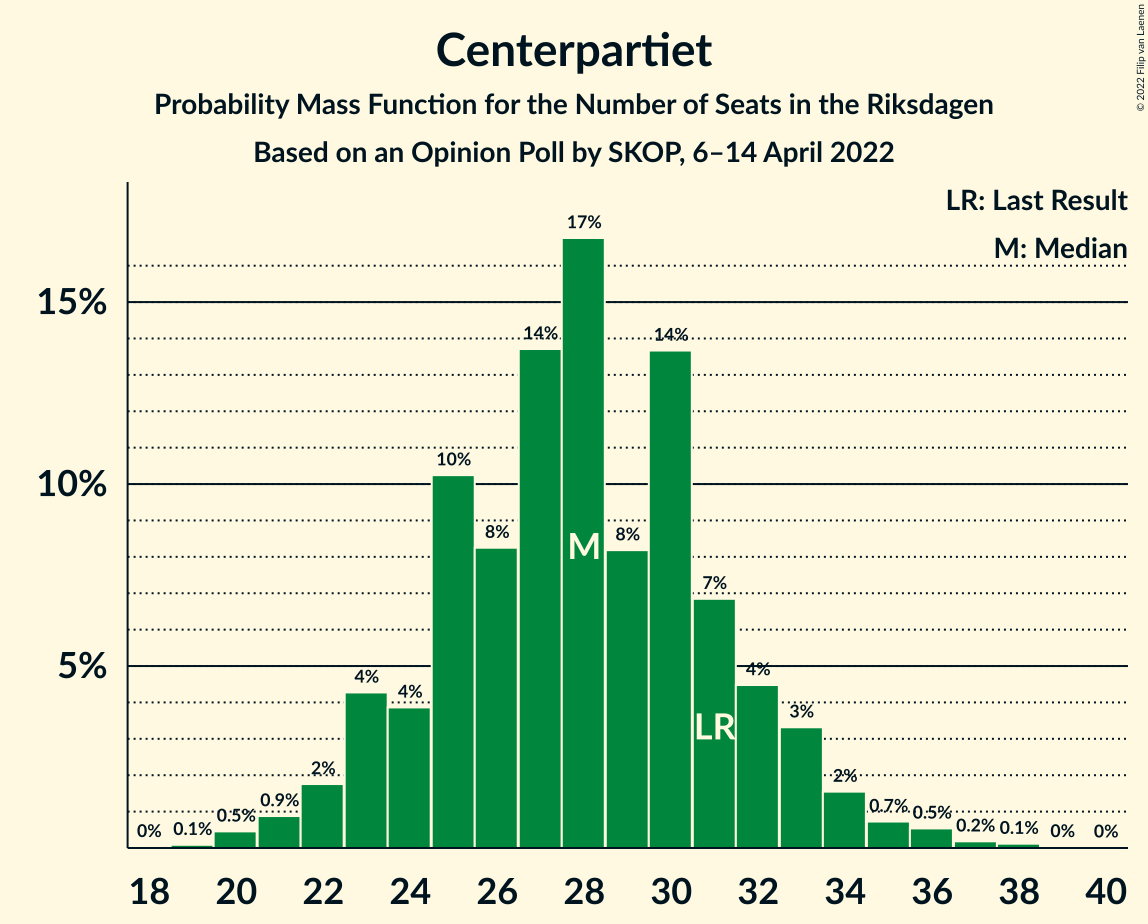 Centerpartiet
Probability Mass Function for the Number of Seats in the Riksdagen
Based on an Opinion Poll by SKOP, 6–14 April 2022
© 2022 Filip van Laenen
LR: Last Result
M: Median
15%
10%
5%
0%
0.1%
0.5%
0.9%
2%
4%
4%
10%
8%
14%
17%
8%
14%
7%
4%
3%
2%
0.7%
0.5%
0.2%
0.1%
0%
0%
M
LR
18 20 22 24 26 28 30 32 34 36 38 40